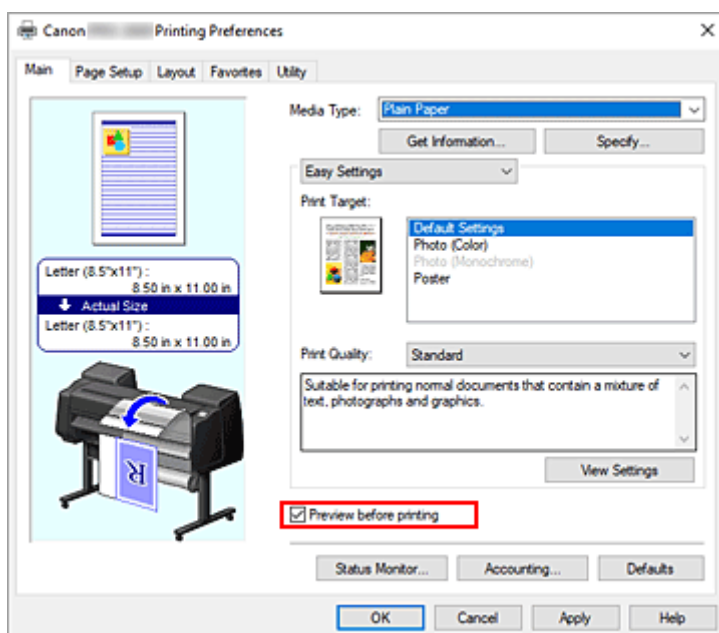 Canon Printing Preferences
Main Page Setup Layout Favorites Utility
Media Type: Plain Paper
Get Information... Specify...
Easy Settings
Print Target:
Default Settings
Photo (Color)
Photo (Monochrome)
Poster
Letter (8.5"x11") :
8.50 in x 11.00 in
Actual Size
Letter (8.5"x11") :
8.50 in x 11.00 in
Print Quality: Standard
Suitable for printing normal documents that contain a mixture of
text, photographs and graphics.
R
View Settings
Preview before printing
Status Monitor... Accounting... Defaults
OK Cancel Apply Help